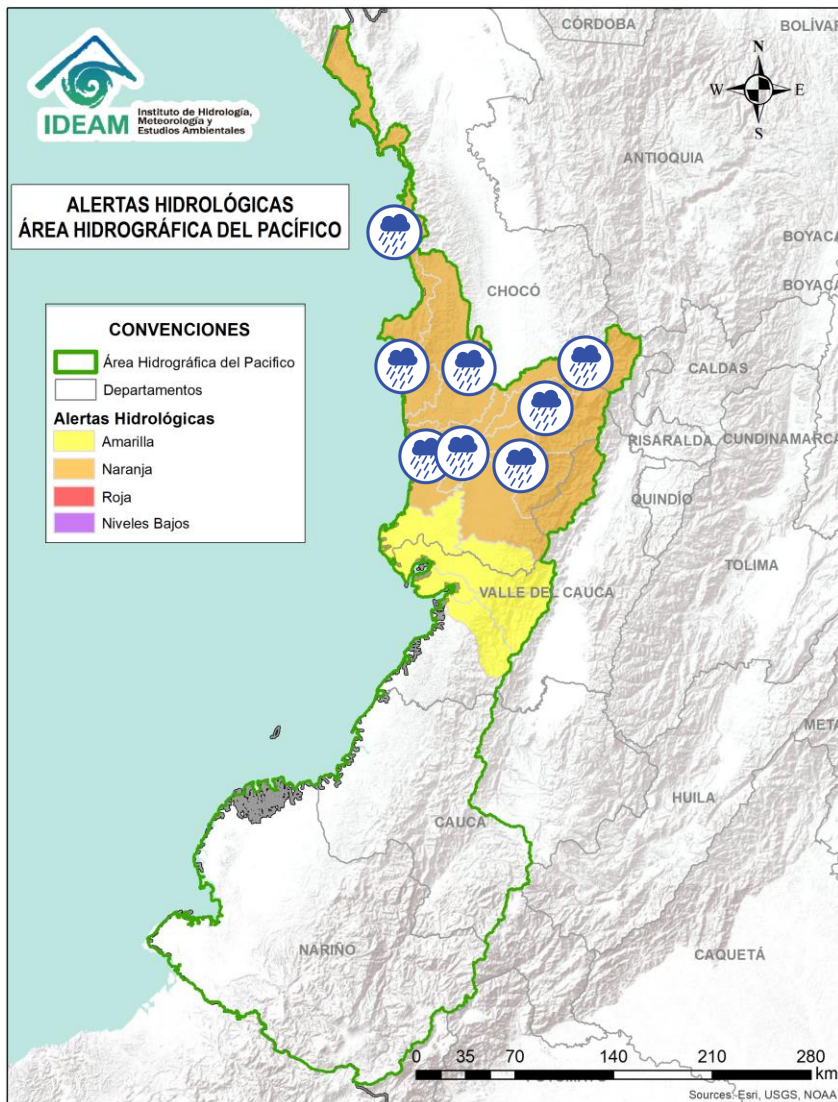 CÓRDOBA
BOLÍVAR
N
W E
S
IDEAM
Instituto de Hidrología,
Meteorología y
Estudios Ambientales
ANTIOQUIA
ALERTAS HIDROLÓGICAS
ÁREA HIDROGRÁFICA DEL PACÍFICO
BOYACÁ
CHOCÓ
BOYACÁ
CONVENCIONES
Área Hidrográfica del Pacifico
Departamentos
Alertas Hidrológicas
Amarilla
Naranja
Roja
Niveles Bajos
CALDAS
RISARALDA
CUNDINAMARCA
QUINDÍO
TOLIMA
VALLE DEL CAUCA
META
HUILA
CAUCA
NARIÑO
CAQUETÁ
0 35 70 140 210 280
km
Sources: Esri, USGS, NOAA